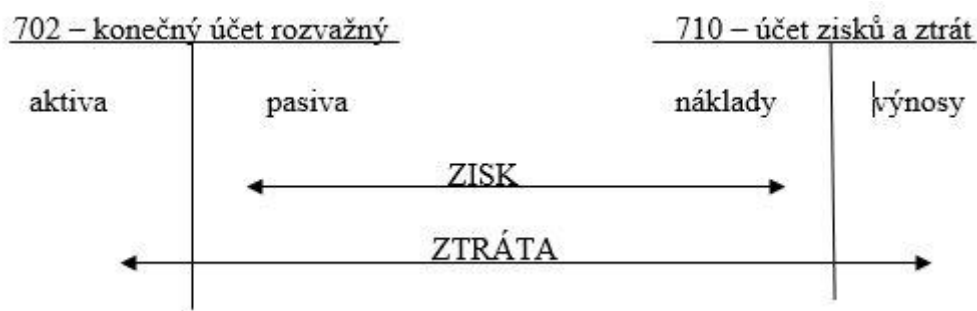 702 – konečný účet rozvažný 710 – účet zisků a ztrát
aktiva pasiva náklady výnosy
ZISK
ZTRÁTA